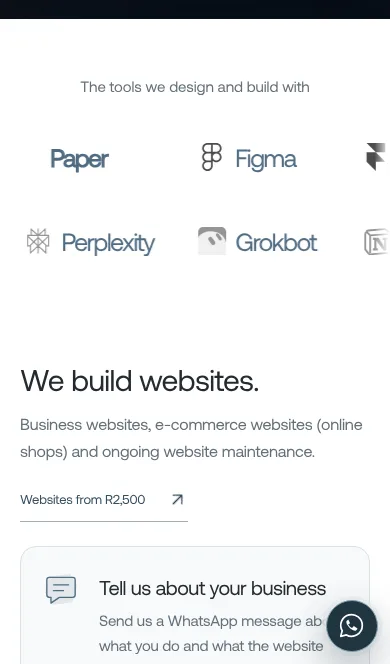 The tools we design and build with
Paper
Figma
Perplexity
Grokbot
N
We build websites.
Business websites, e-commerce websites (online
shops) and ongoing website maintenance.
Websites from R2,500
Tell us about your business
Send us a WhatsApp message
what you do and what the website